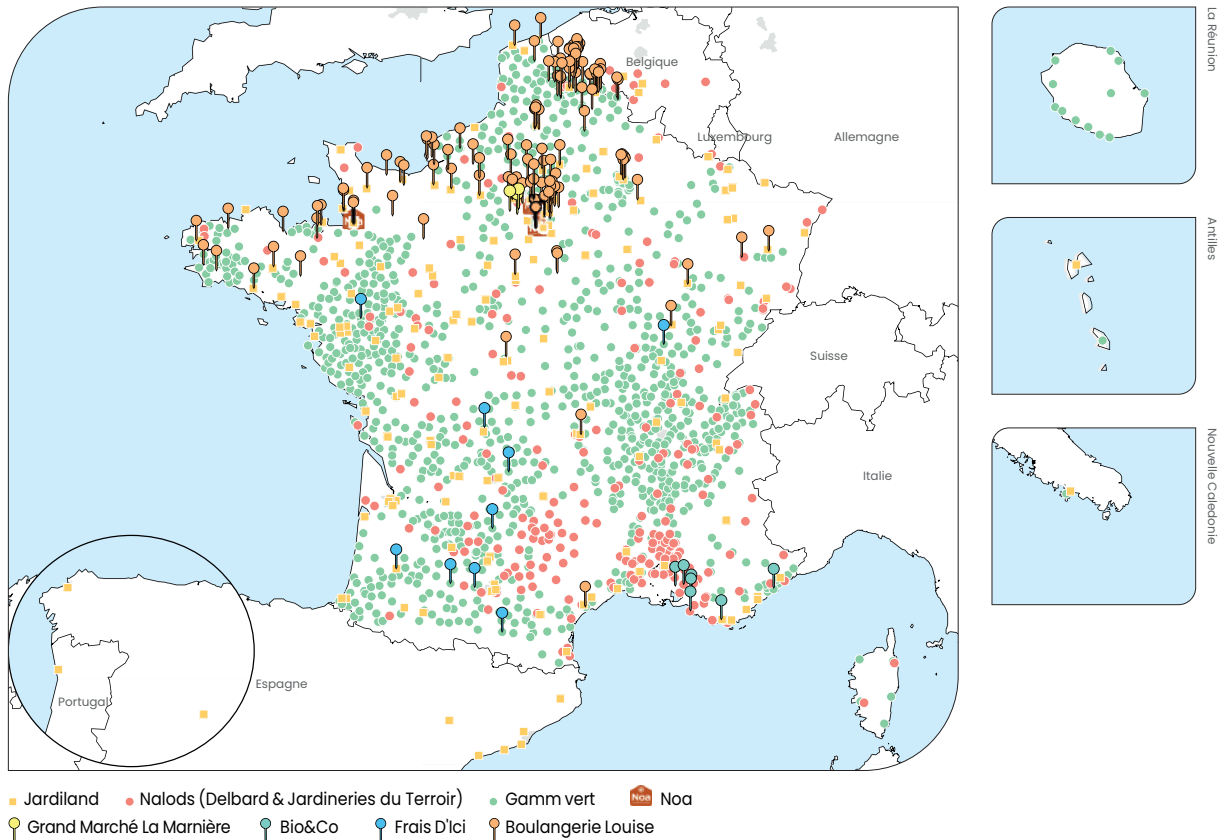 La Réunion
Belgique
Luxembourg
Allemagne
Antilles
Suisse
Italie
Nouvelle Caledonie
Espagne
Portugal
Jardiland
Nalods (Delbard & Jardineries du Terroir)
Gamm vert
Noa
Noa
Grand Marché La Marnière
Bio&Co
Frais D'Ici
Boulangerie Louise